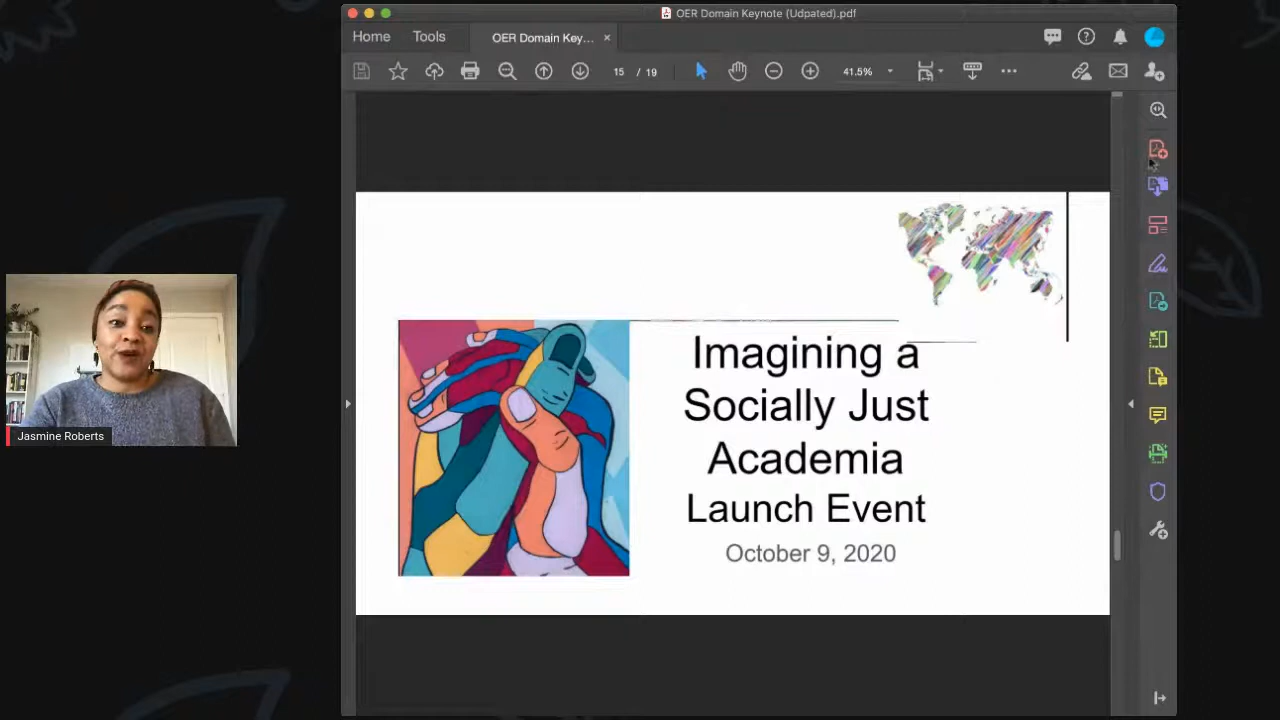 OER Domain Keynote (Udpated).pdf
Home
Tools
OER Domain Key...
15 / 19
41.5%
Imagining a
Socially Just
Academia
Launch Event
October 9, 2020
Jasmine Roberts